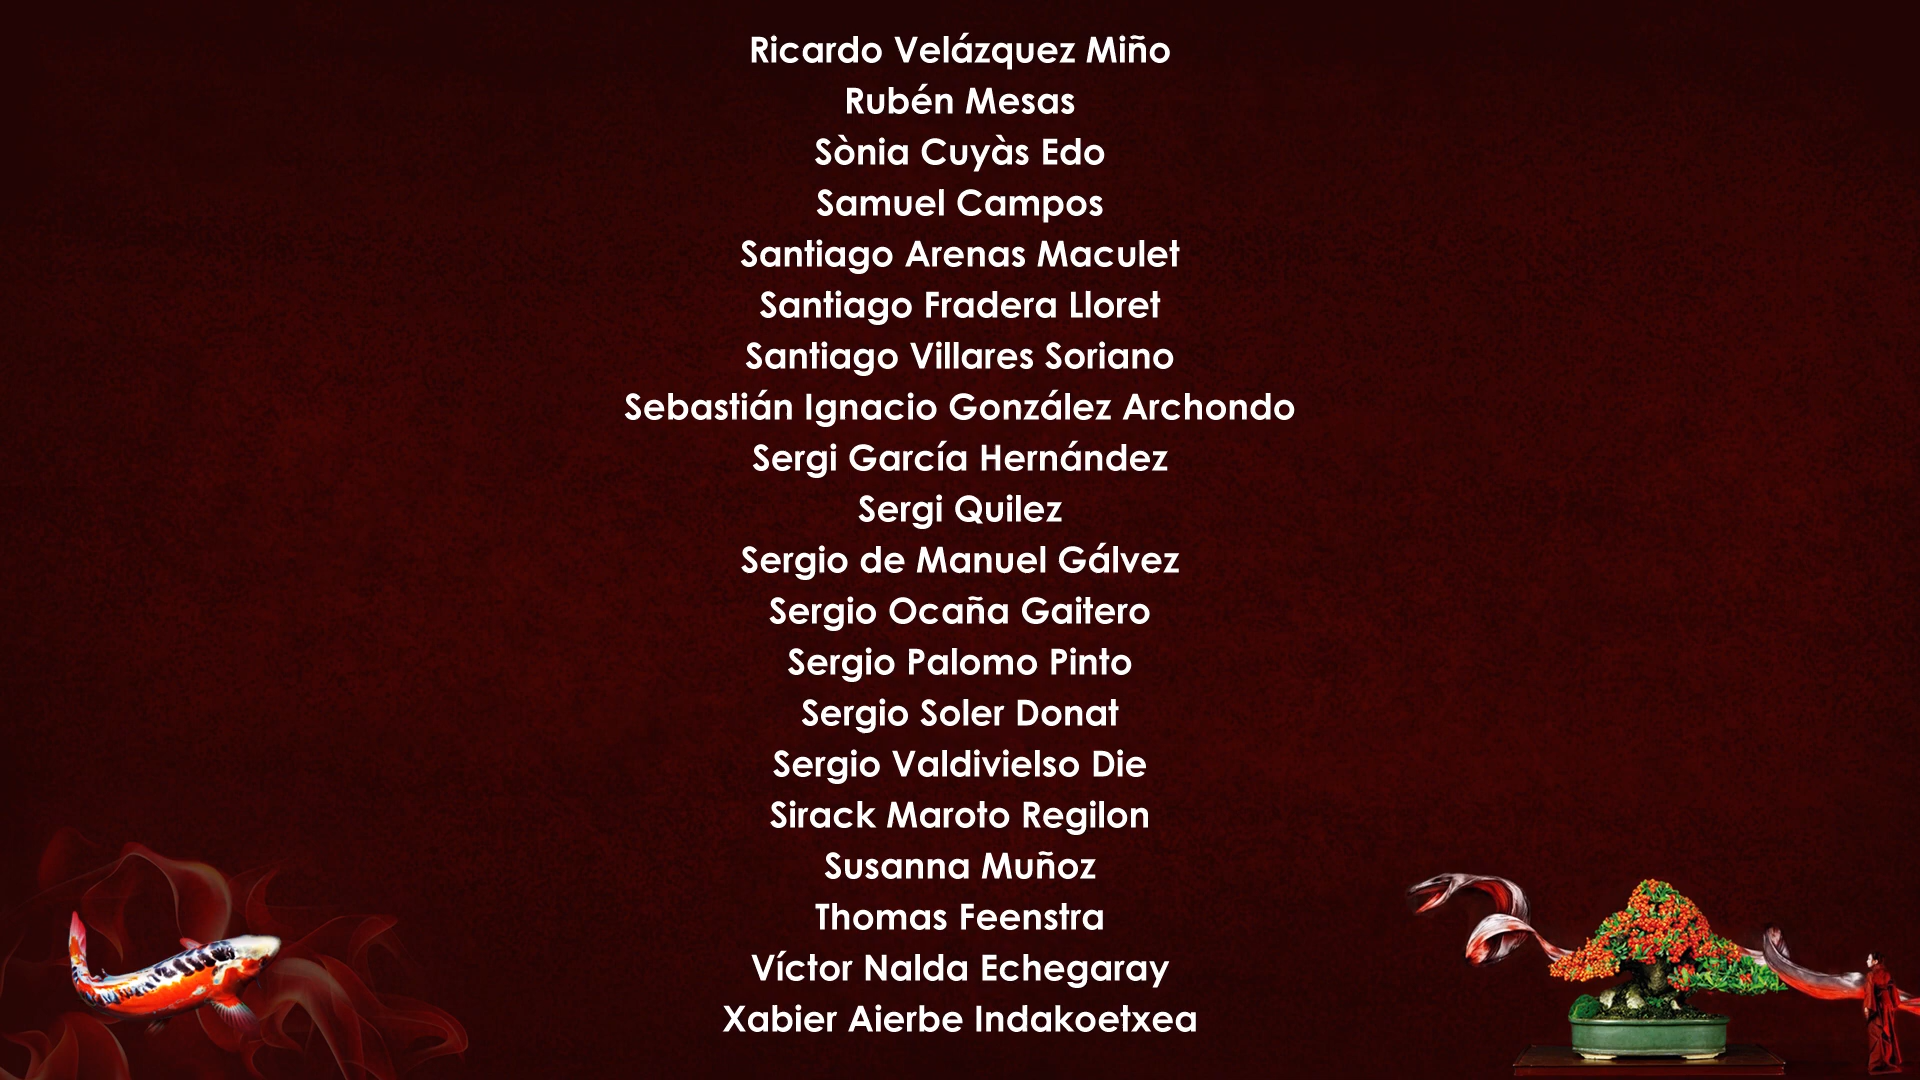 Ricardo Velázquez Miño
Rubén Mesas
Sònia Cuyàs Edo
Samuel Campos
Santiago Arenas Maculet
Santiago Fradera Lloret
Santiago Villares Soriano
Sebastián Ignacio González Archondo
Sergi García Hernández
Sergi Quilez
Sergio de Manuel Gálvez
Sergio Ocaña Gaitero
Sergio Palomo Pinto
Sergio Soler Donat
Sergio Valdivielso Die
Sirack Maroto Regilon
Susanna Muñoz
Thomas Feenstra
Víctor Nalda Echegaray
Xabier Aierbe Indakoetxea